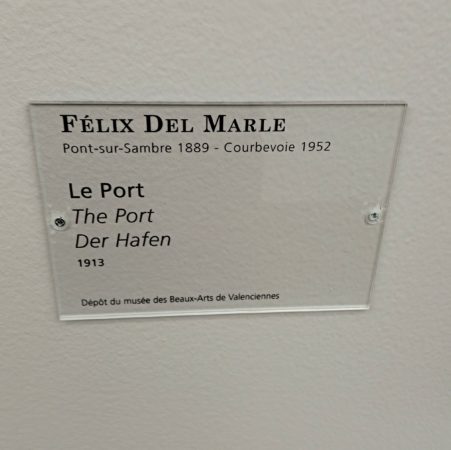 FÉLIX DEL MARLE
Pont-sur-Sambre 1889 - Courbevoie 1952
Le Port
The Port
Der Hafen
1913
Dépôt du musée des Beaux-Arts de Valenciennes